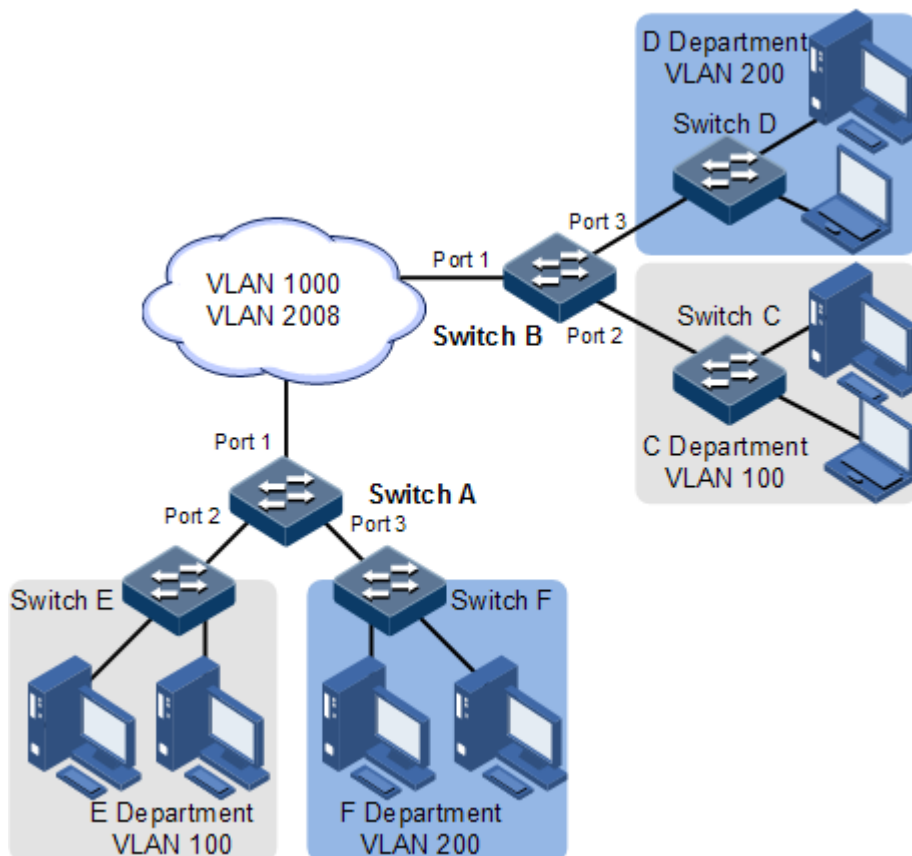 D Department
VLAN 200
Switch D
Port 3
Port 1
VLAN 1000
VLAN 2008
Switch B
Port 2
Switch C
C Department
VLAN 100
Port 1
Switch A
Port 2
Port 3
Switch E
Switch F
E Department
VLAN 100
F Department
VLAN 200